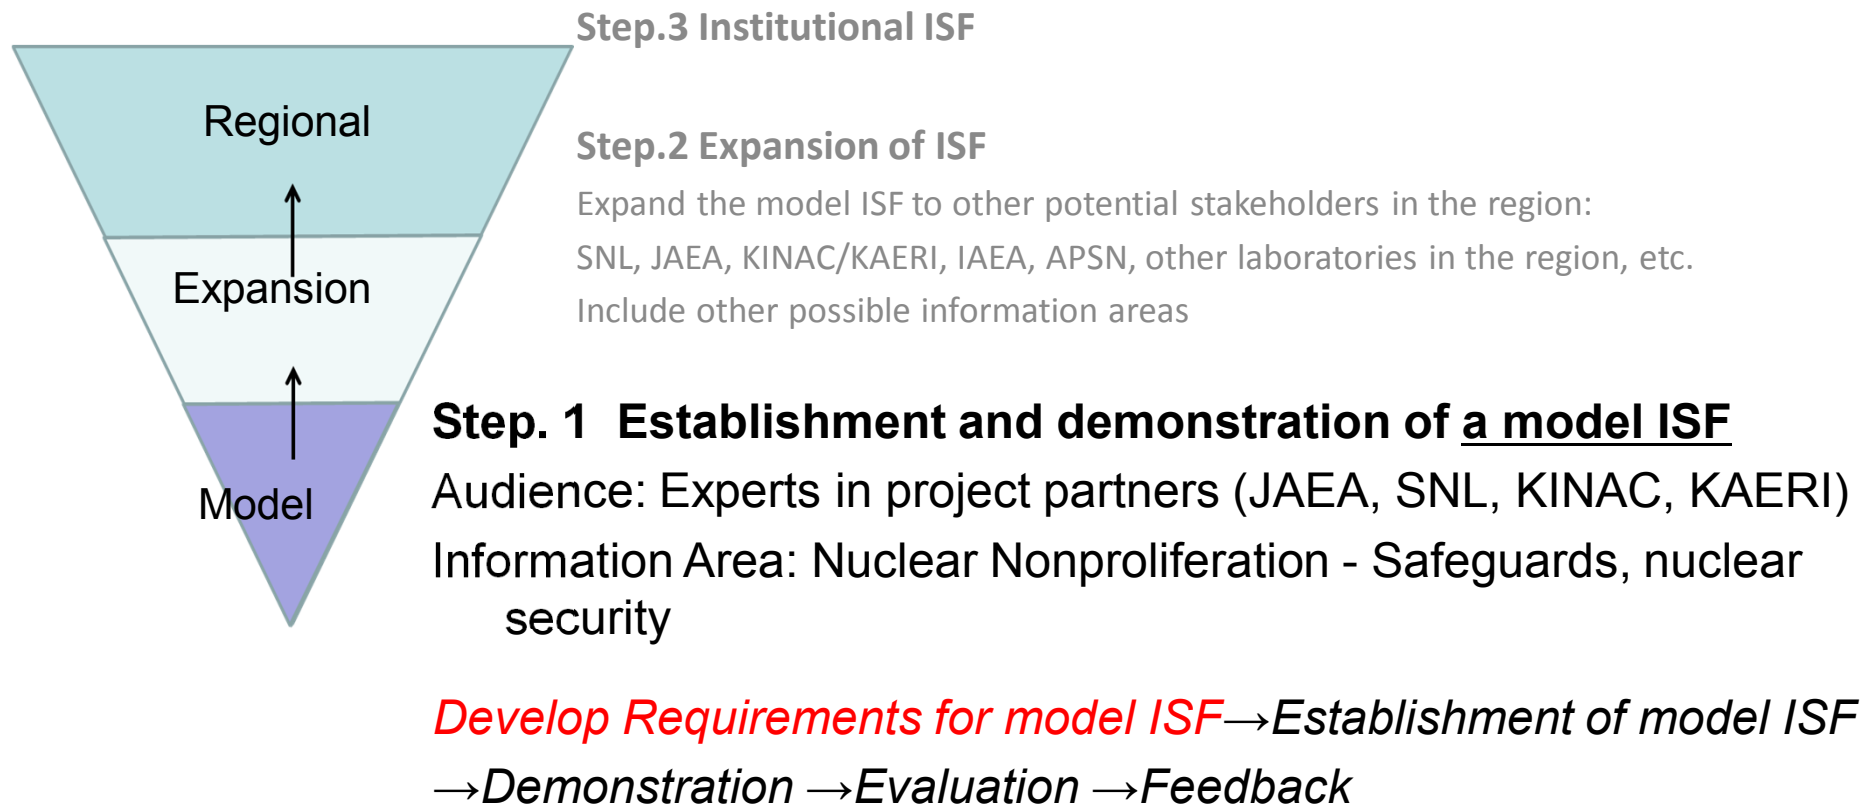 Step.3 Institutional ISF
Regional
Step.2 Expansion of ISF
Expand the model ISF to other potential stakeholders in the region:
SNL, JAEA, KINAC/KAERI, IAEA, APSN, other laboratories in the region, etc.
Expansion
Include other possible information areas
Step. 1 Establishment and demonstration of a model ISF
Audience: Experts in project partners (JAEA, SNL, KINAC, KAERI)
Model
Information Area: Nuclear Nonproliferation - Safeguards, nuclear
security
Develop Requirements for model ISF→Establishment of model ISF
→Demonstration →Evaluation →Feedback